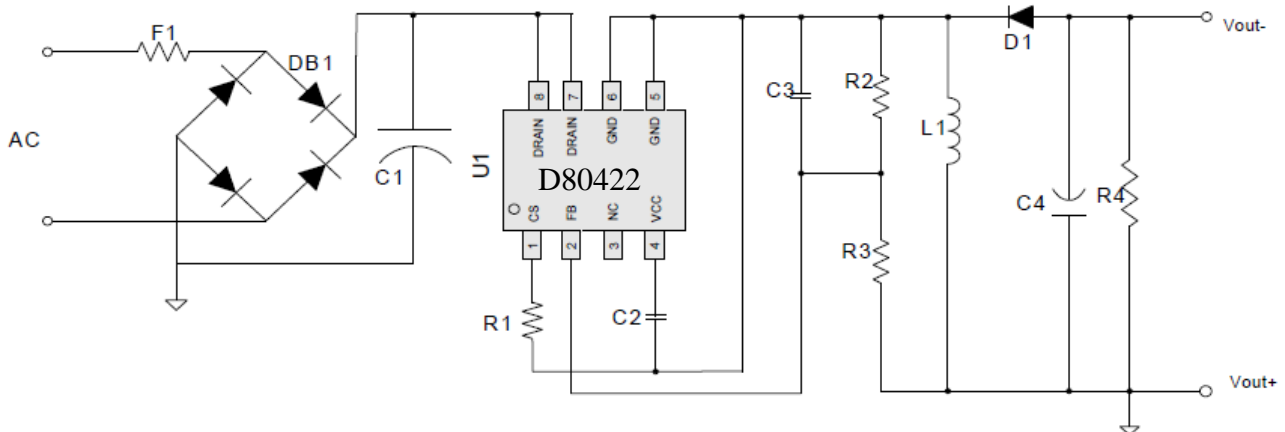 F1
DB1
AC
C1
U1
8
7
6
5
DRAIN
DRAIN
GND
GND
D80422
CS
FB
NC
VCC
1
2
3
4
R1
C2
C3
R2
R3
L1
D1
C4
R4
Vout-
Vout+